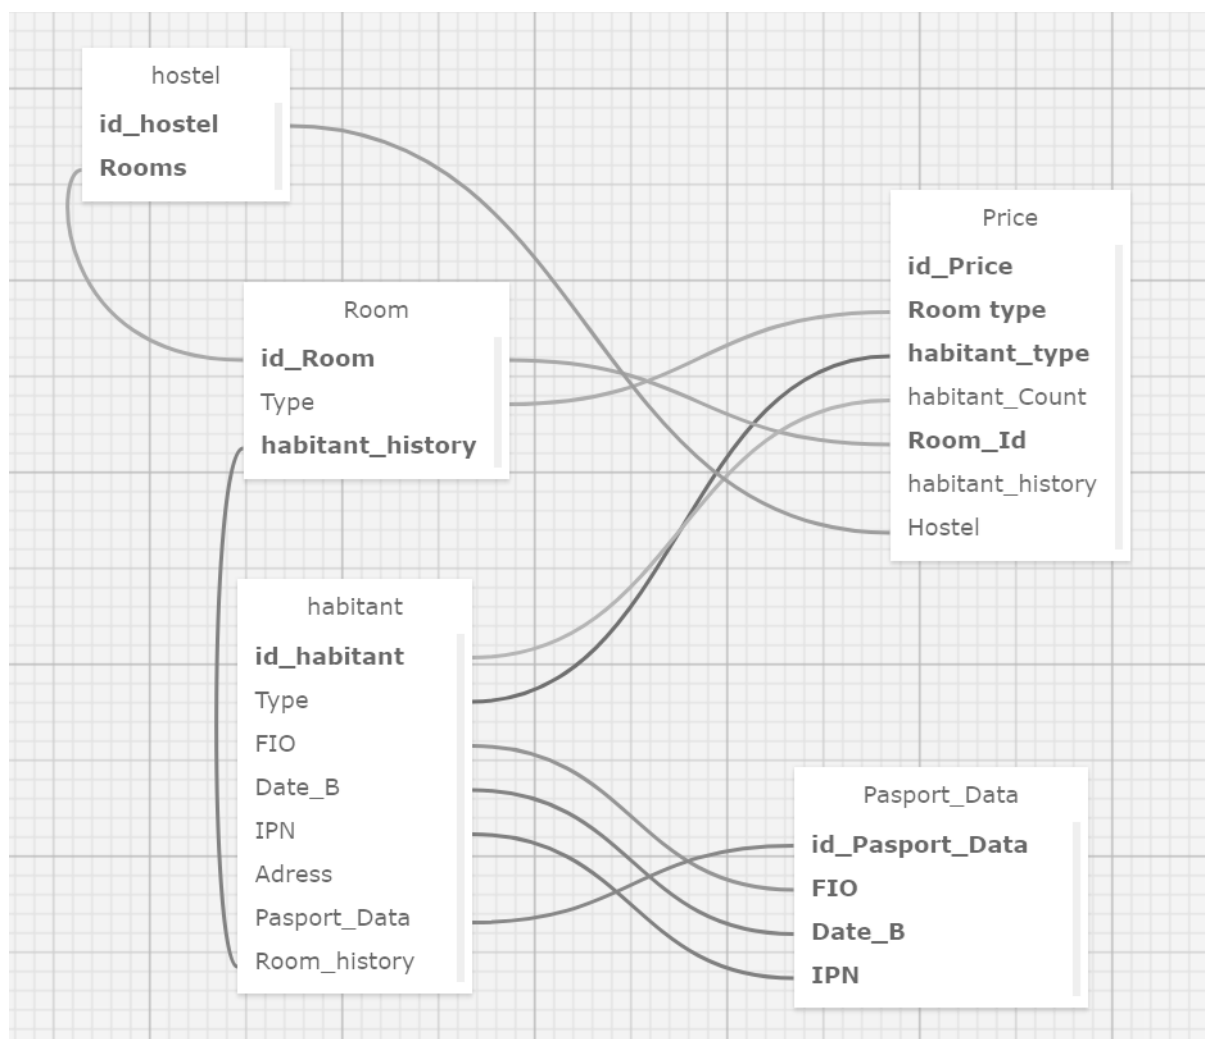 hostel
id_hostel
Rooms
Price
id_Price
Room type
habitant_type
habitant_Count
Room_Id
habitant_history
Hostel
Room
id_Room
Type
habitant_history
habitant
id_habitant
Type
FIO
Date_B
IPN
Adress
Pasport_Data
Room_history
Pasport_Data
id_Pasport_Data
FIO
Date_B
IPN